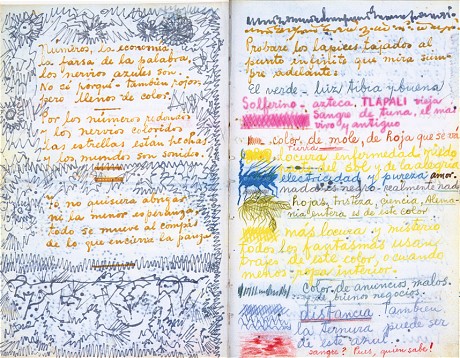 Números, la economía
la farsa de la palabra,
los nervios azules son.
No sé porqué - también rojos
pero llenos de color.
Por los números redondos
y los nervios coloridos
las estrellas están hechas
y los mundos son sonidos.
Yo no quisiera abrigar
ni la menor esperanza,
todo se mueve al compás
de lo que encierra la panza
Probaré los lápices tajados al
punto infinito que mira siem-
pre adelante:
El verde - luz tibia y buena
Solferino - azteca. TLAPALI vieja
sangre de tuna, el más
vivo y antiguo
color de mole, de hoja que se va
tierra
locura enfermedad miedo
parte del sol y de la alegría
electricidad y pureza amor.
nada es negro - realmente nada
hojas, tristeza, ciencia, Alema-
nia entera es de este color
más locura y misterio
todos los fantasmas usan
trajes de este color, o cuando
menos ropa interior.
Color de anuncios malos
y de buenos negocios.
distancia. También
la ternura puede ser
de este azul.
sangre? Pues, quien sabe!